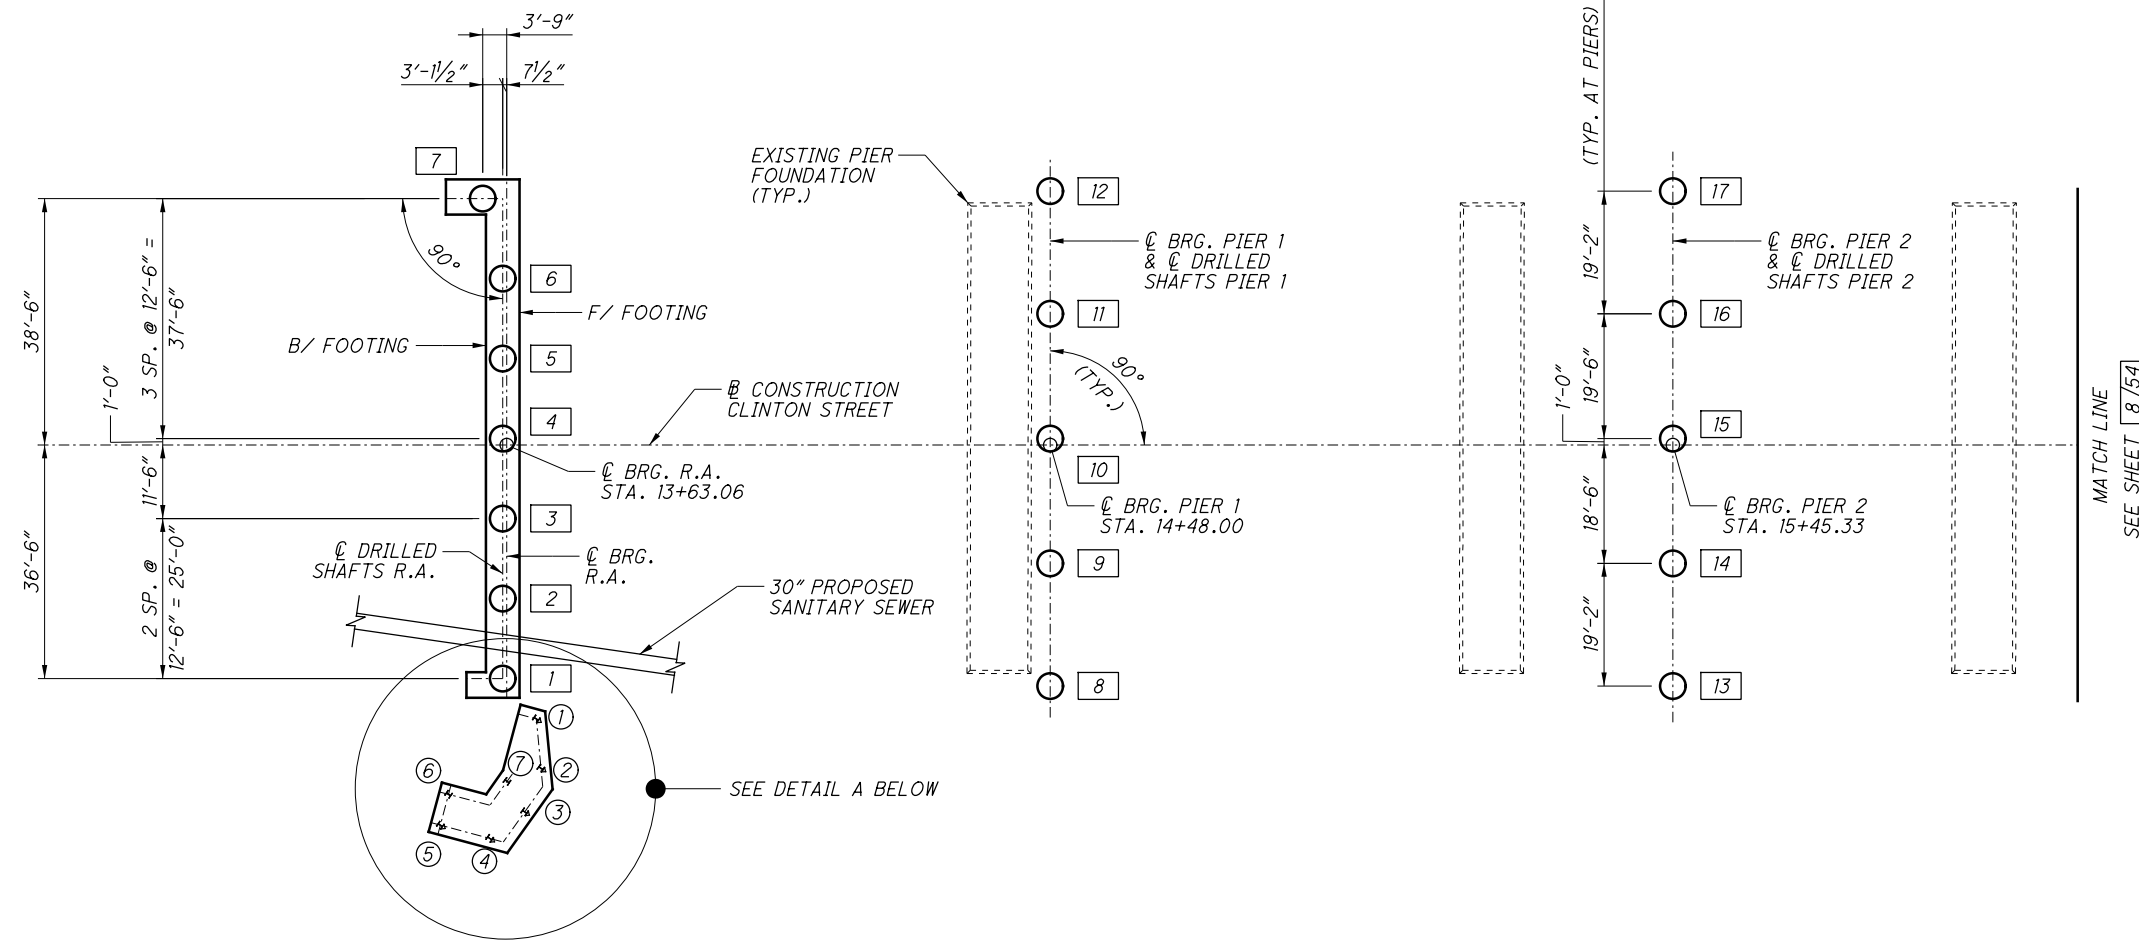 3'-9"
3'-1½" 7½"
7
38'-6"
3 SP. @ 12'-6" =
37'-6"
1'-0"
11'-6"
36'-6"
2 SP. @
12'-6" = 25'-0"
90°
6
F/ FOOTING
B/ FOOTING
5
4
℄ BRG. R.A.
STA. 13+63.06
3
℄ DRILLED
SHAFTS R.A.
℄ BRG.
R.A.
2
1
30" PROPOSED
SANITARY SEWER
1
2
3
4
5
6
7
SEE DETAIL A BELOW
EXISTING PIER
FOUNDATION
(TYP.)
CONSTRUCTION
CLINTON STREET
12
℄ BRG. PIER 1
& ℄ DRILLED
SHAFTS PIER 1
11
90°
(TYP.)
10
℄ BRG. PIER 1
STA. 14+48.00
9
8
(TYP. AT PIERS)
19'-2"
19'-6"
1'-0"
18'-6"
19'-2"
17
℄ BRG. PIER 2
& ℄ DRILLED
SHAFTS PIER 2
16
15
℄ BRG. PIER 2
STA. 15+45.33
14
13
MATCH LINE
SEE SHEET 8/54